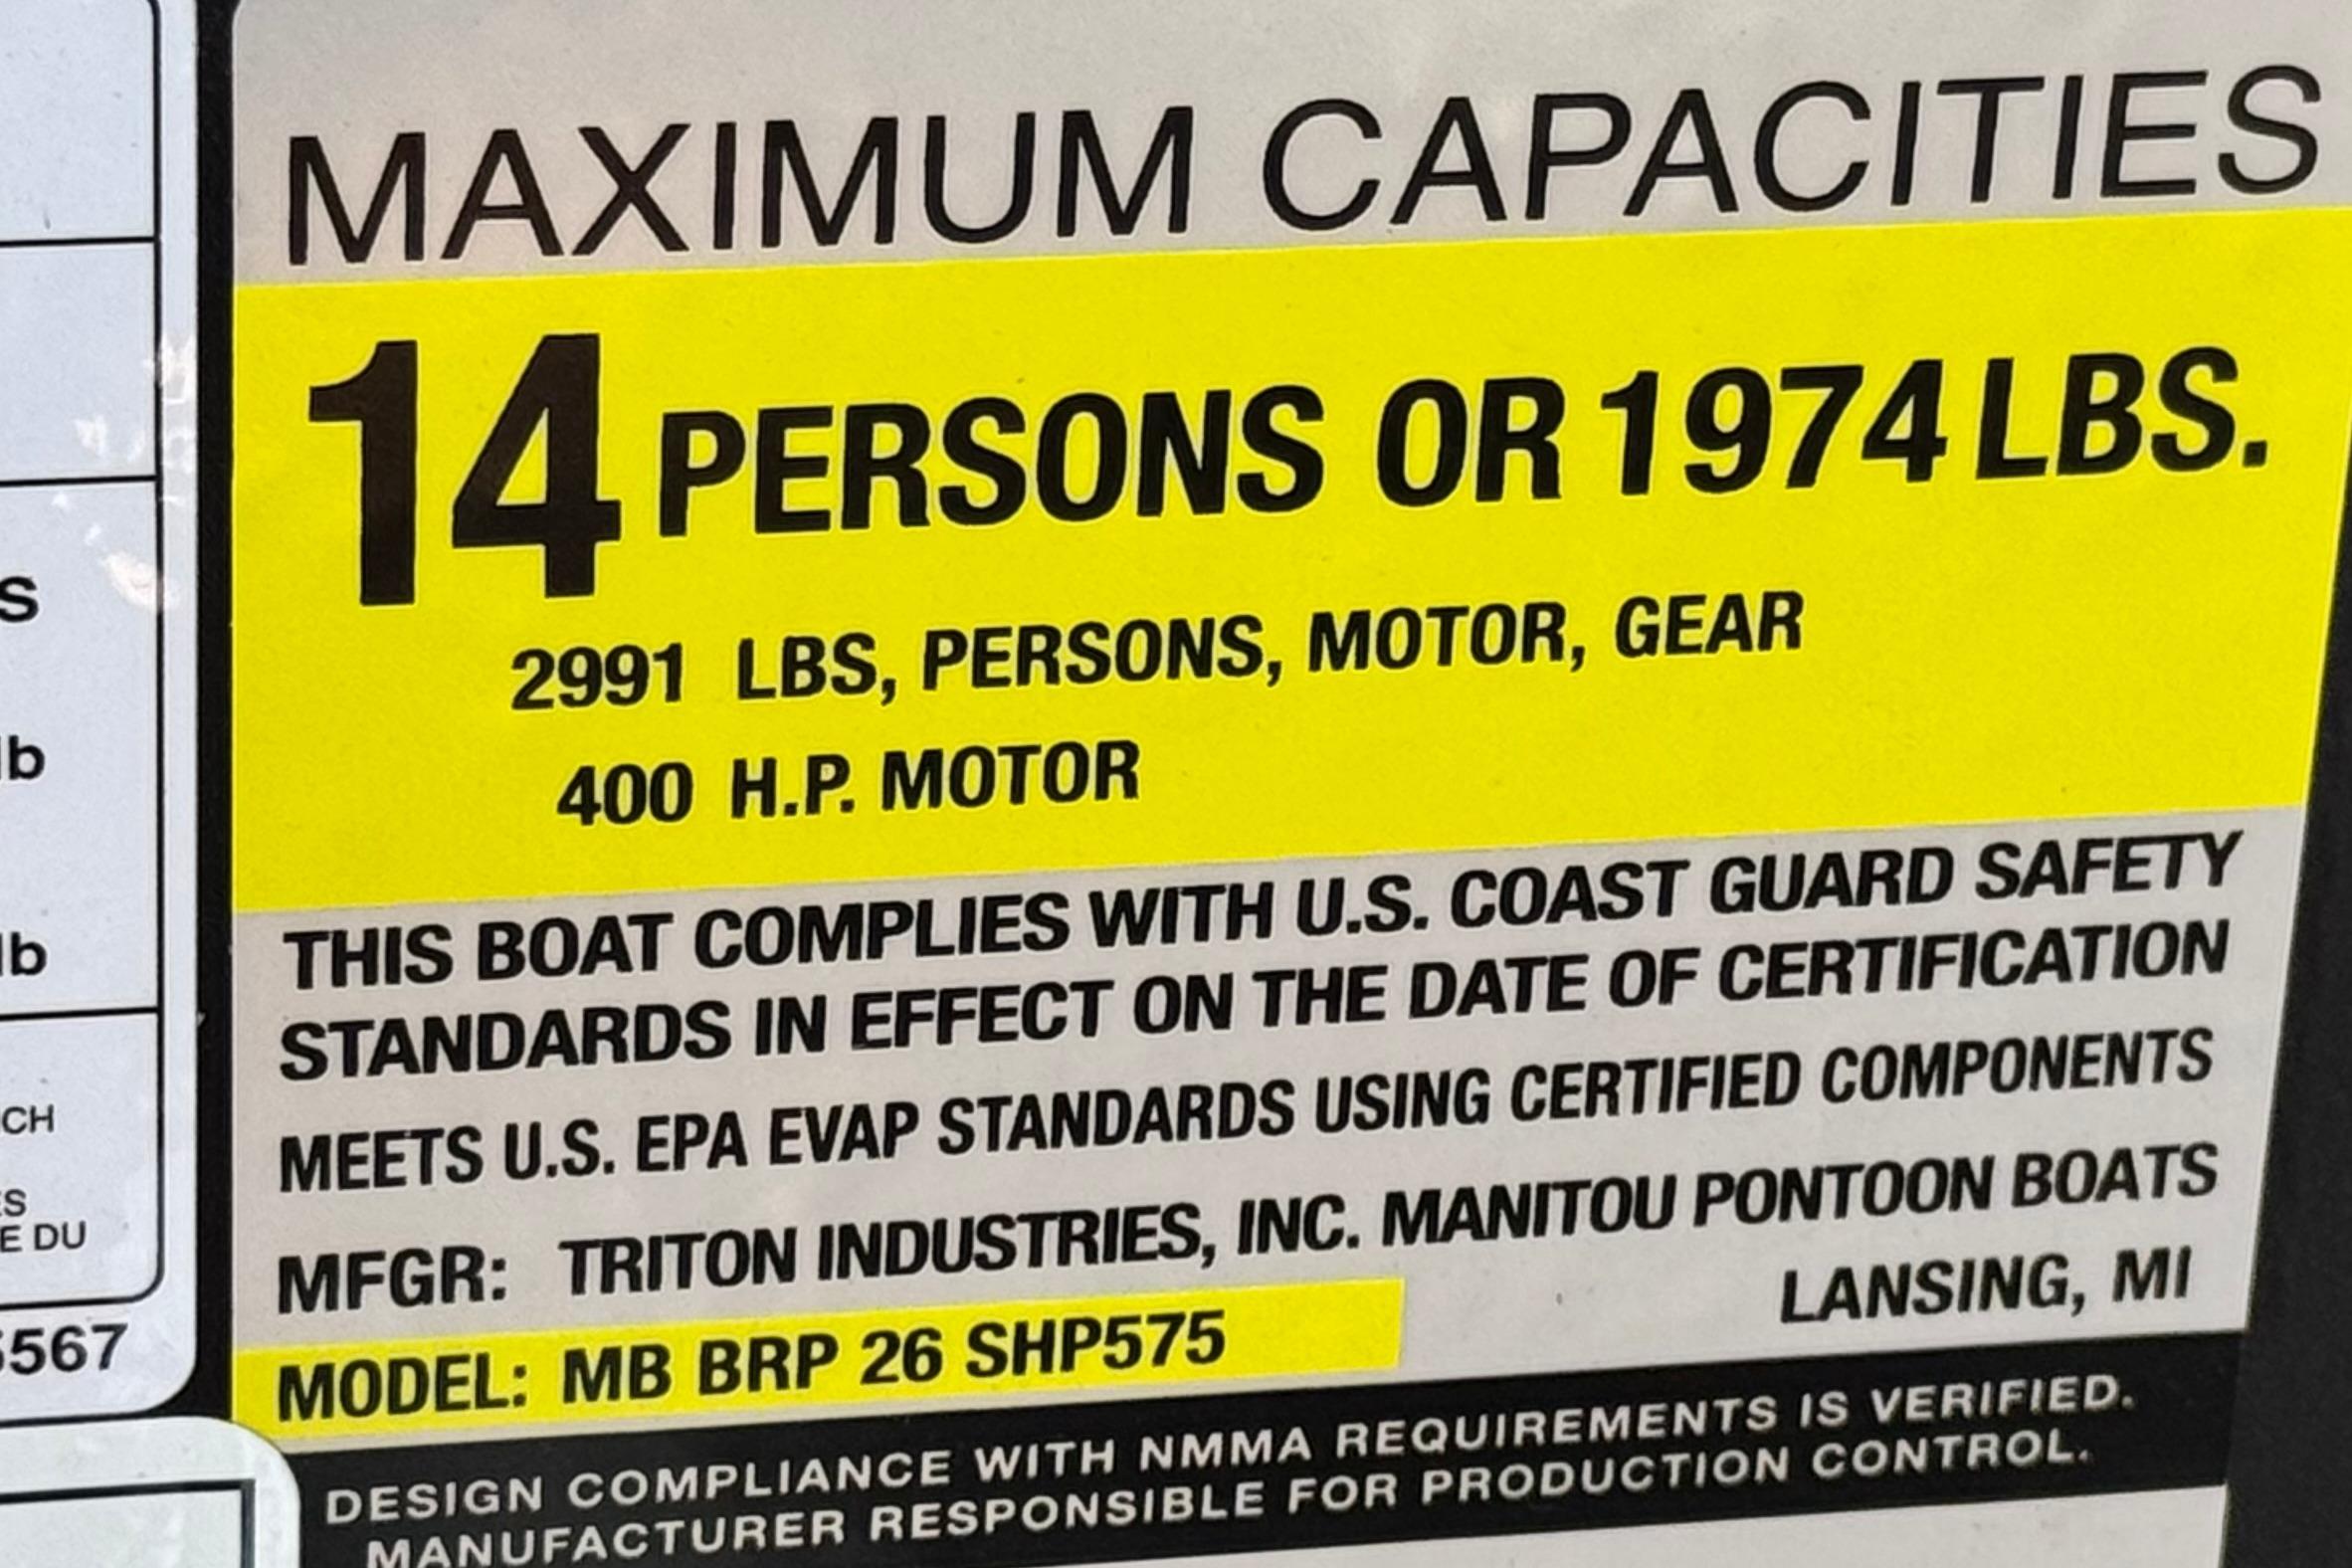 MAXIMUM CAPACITIES
14 PERSONS OR 1974 LBS.
2991 LBS, PERSONS, MOTOR, GEAR
400 H.P. MOTOR
THIS BOAT COMPLIES WITH U.S. COAST GUARD SAFETY
STANDARDS IN EFFECT ON THE DATE OF CERTIFICATION
MEETS U.S. EPA EVAP STANDARDS USING CERTIFIED COMPONENTS
MFGR: TRITON INDUSTRIES, INC. MANITOU PONTOON BOATS
LANSING, MI
MODEL: MB BRP 26 SHP575
DESIGN COMPLIANCE WITH NMMA REQUIREMENTS IS VERIFIED.
MANUFACTURER RESPONSIBLE FOR PRODUCTION CONTROL.
S
lb
lb
CH
ES
E DU
567